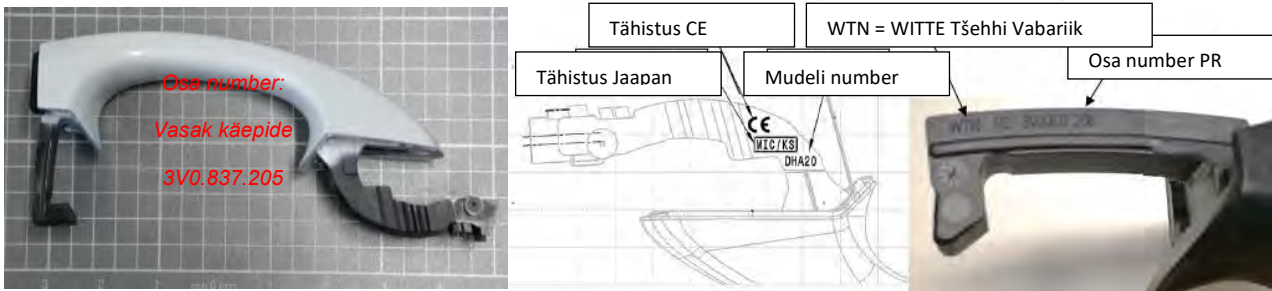 Osa number:
Vasak käepide
3V0.837.205
Tähistus CE
WTN = WITTE Tšehhi Vabariik
Tähistus Jaapan
Mudeli number
Osa number PR
CE
MIC/KS
DHA20
WTN